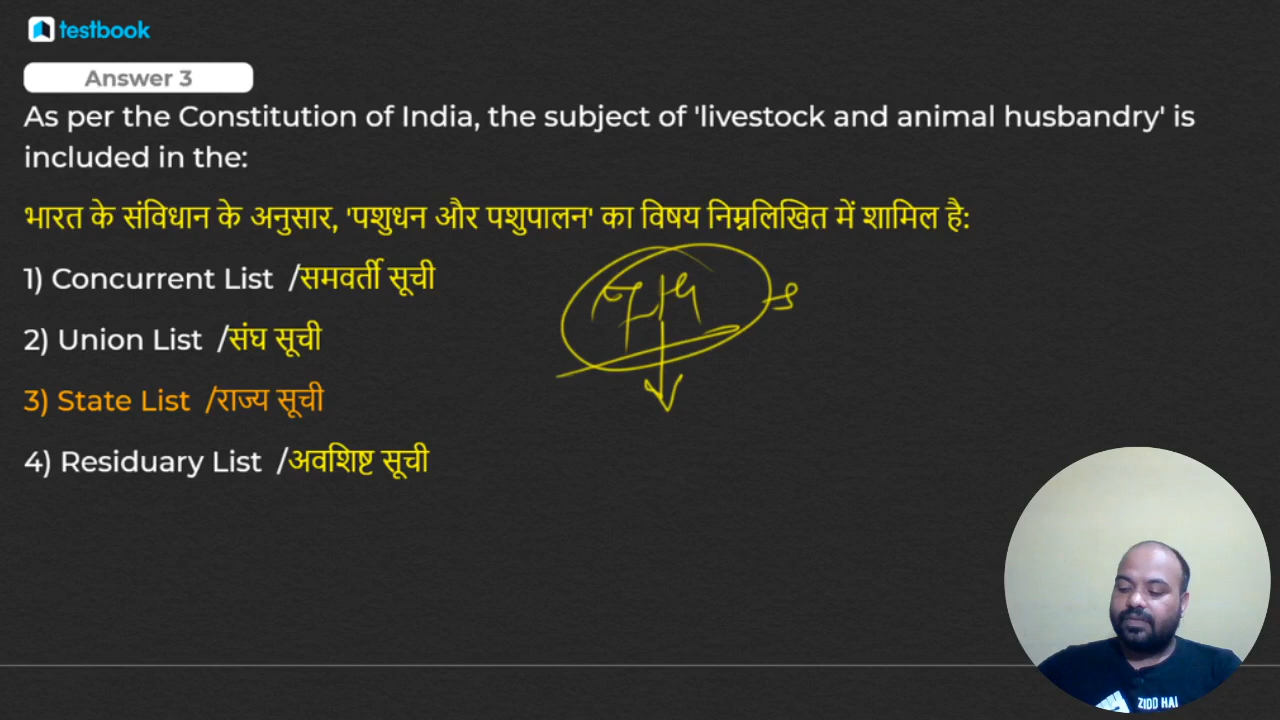 testbook
Answer 3
As per the Constitution of India, the subject of 'livestock and animal husbandry' is
included in the:
भारत के संविधान के अनुसार, 'पशुधन और पशुपालन' का विषय निम्नलिखित में शामिल है:
1) Concurrent List /समवर्ती सूची
2) Union List /संघ सूची
3) State List /राज्य सूची
4) Residuary List /अवशिष्ट सूची
ZIDD HAI